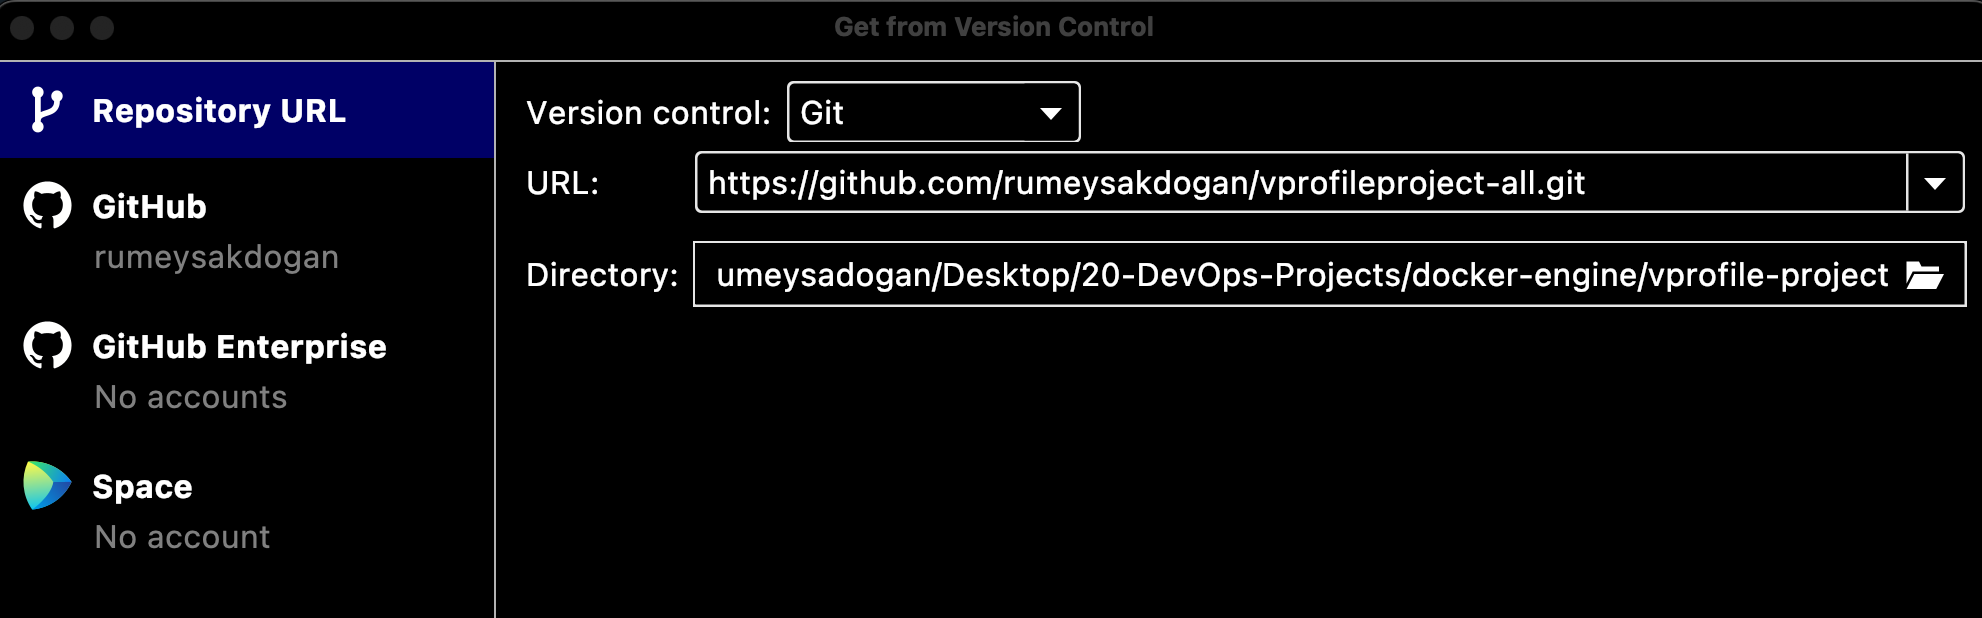 Get from Version Control
Repository URL
GitHub
rumeysakdogan
GitHub Enterprise
No accounts
Space
No account
Version control: Git
URL: https://github.com/rumeysakdogan/vprofileproject-all.git
Directory: umeysadogan/Desktop/20-DevOps-Projects/docker-engine/vprofile-project